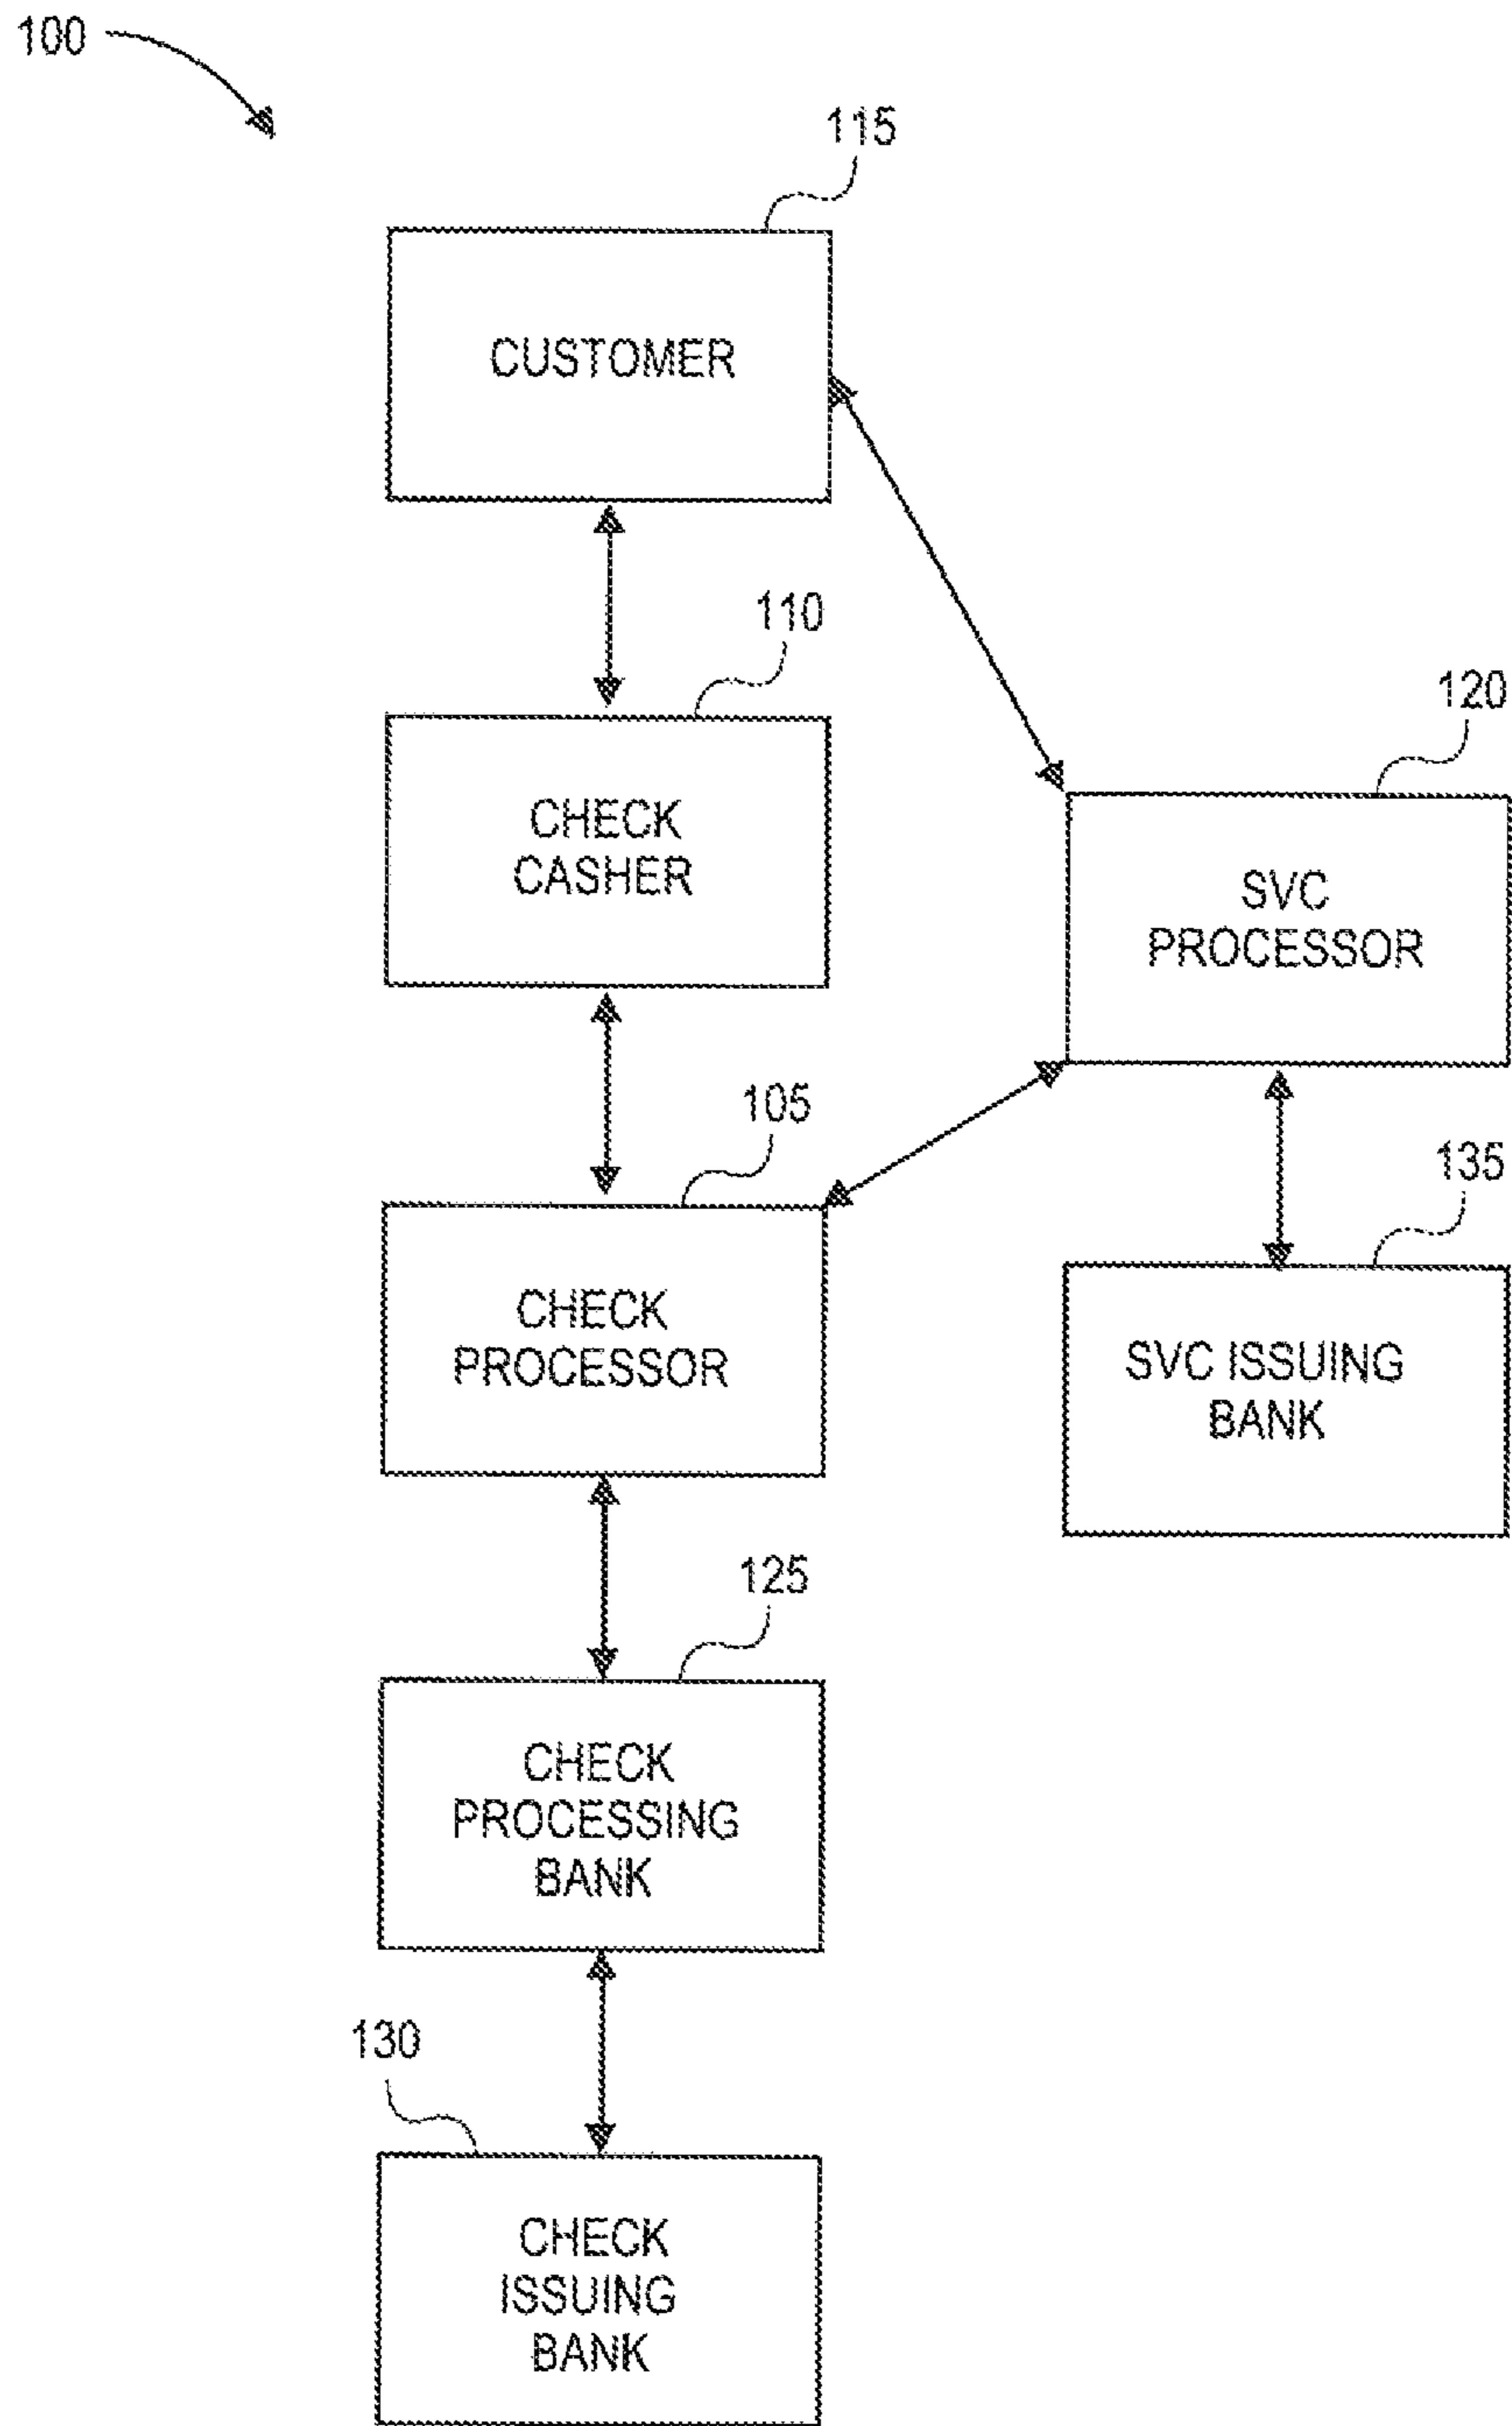 100
115
CUSTOMER
110
CHECK
CASHER
120
SVC
PROCESSOR
105
CHECK
PROCESSOR
135
SVC ISSUING
BANK
125
CHECK
PROCESSING
BANK
130
CHECK
ISSUING
BANK